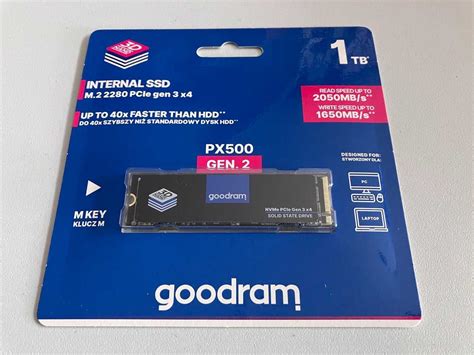 3D NAND
INTERNAL SSD
M.2 2280 PCIe gen 3 x4
UP TO 40x FASTER THAN HDD**
DO 40x SZYBSZY NIŻ STANDARDOWY DYSK HDD**
1
TB*
READ SPEED UP TO
2050MB/s**
WRITE SPEED UP TO
1650MB/s**
PX500
GEN. 2
DESIGNED FOR:
STWORZONY DLA:
PC
LAPTOP
M KEY
KLUCZ M
goodram
NVMe PCIe Gen 3 x4
SOLID STATE DRIVE
goodram